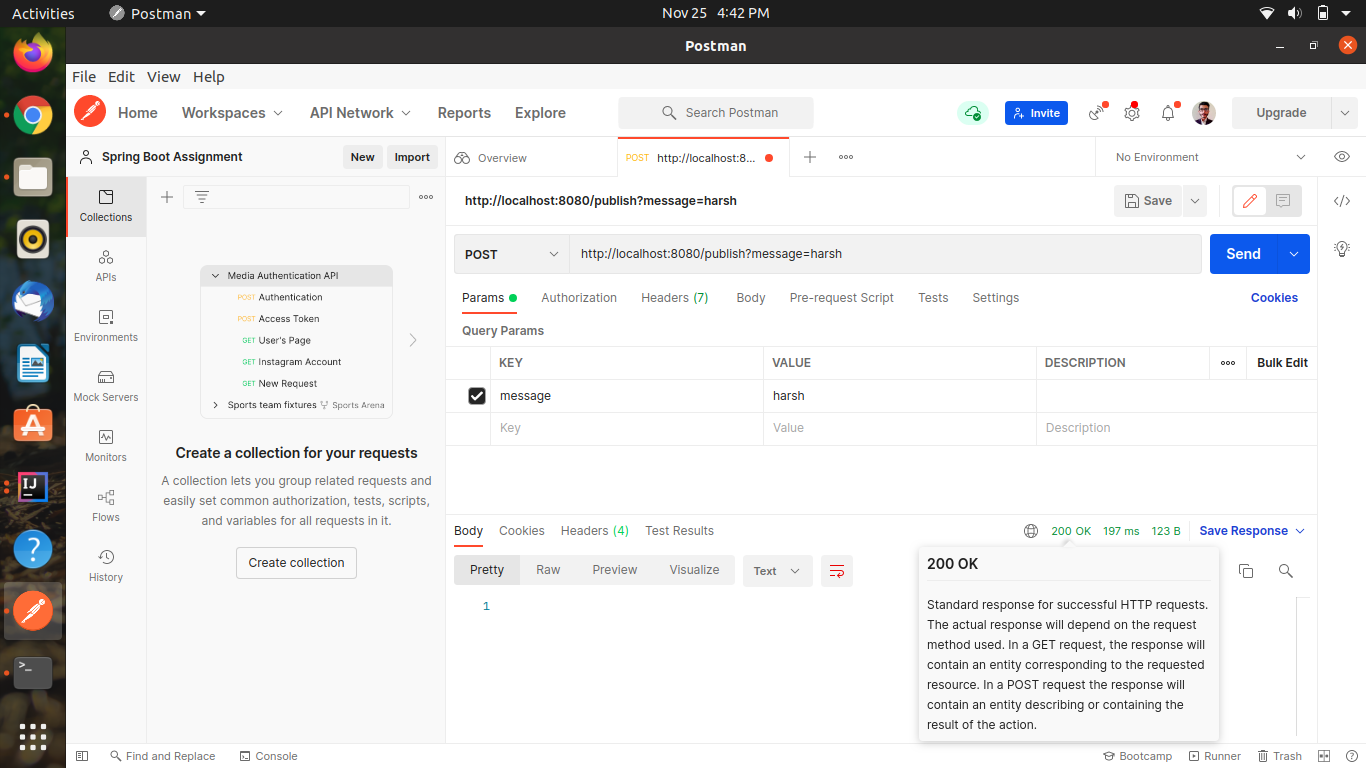 Activities Postman Nov 25 4:42 PM
Postman
File Edit View Help
Home Workspaces API Network Reports Explore Search Postman Invite Upgrade
Spring Boot Assignment New Import Overview POST http://localhost:8... No Environment
Collections
APIs
Environments
Mock Servers
Monitors
Flows
History
Media Authentication API
POST Authentication
POST Access Token
GET User's Page
GET Instagram Account
GET New Request
Sports team fixtures Sports Arena
Create a collection for your requests
A collection lets you group related requests and
easily set common authorization, tests, scripts,
and variables for all requests in it.
Create collection
http://localhost:8080/publish?message=harsh Save
POST http://localhost:8080/publish?message=harsh Send
Params Authorization Headers (7) Body Pre-request Script Tests Settings Cookies
Query Params
KEY VALUE DESCRIPTION Bulk Edit
message harsh
Key Value Description
Body Cookies Headers (4) Test Results 200 OK 197 ms 123 B Save Response
Pretty Raw Preview Visualize Text
1
200 OK
Standard response for successful HTTP requests.
The actual response will depend on the request
method used. In a GET request, the response will
contain an entity corresponding to the requested
resource. In a POST request the response will
contain an entity describing or containing the
result of the action.
Find and Replace Console Bootcamp Runner Trash
IJ
?
>_